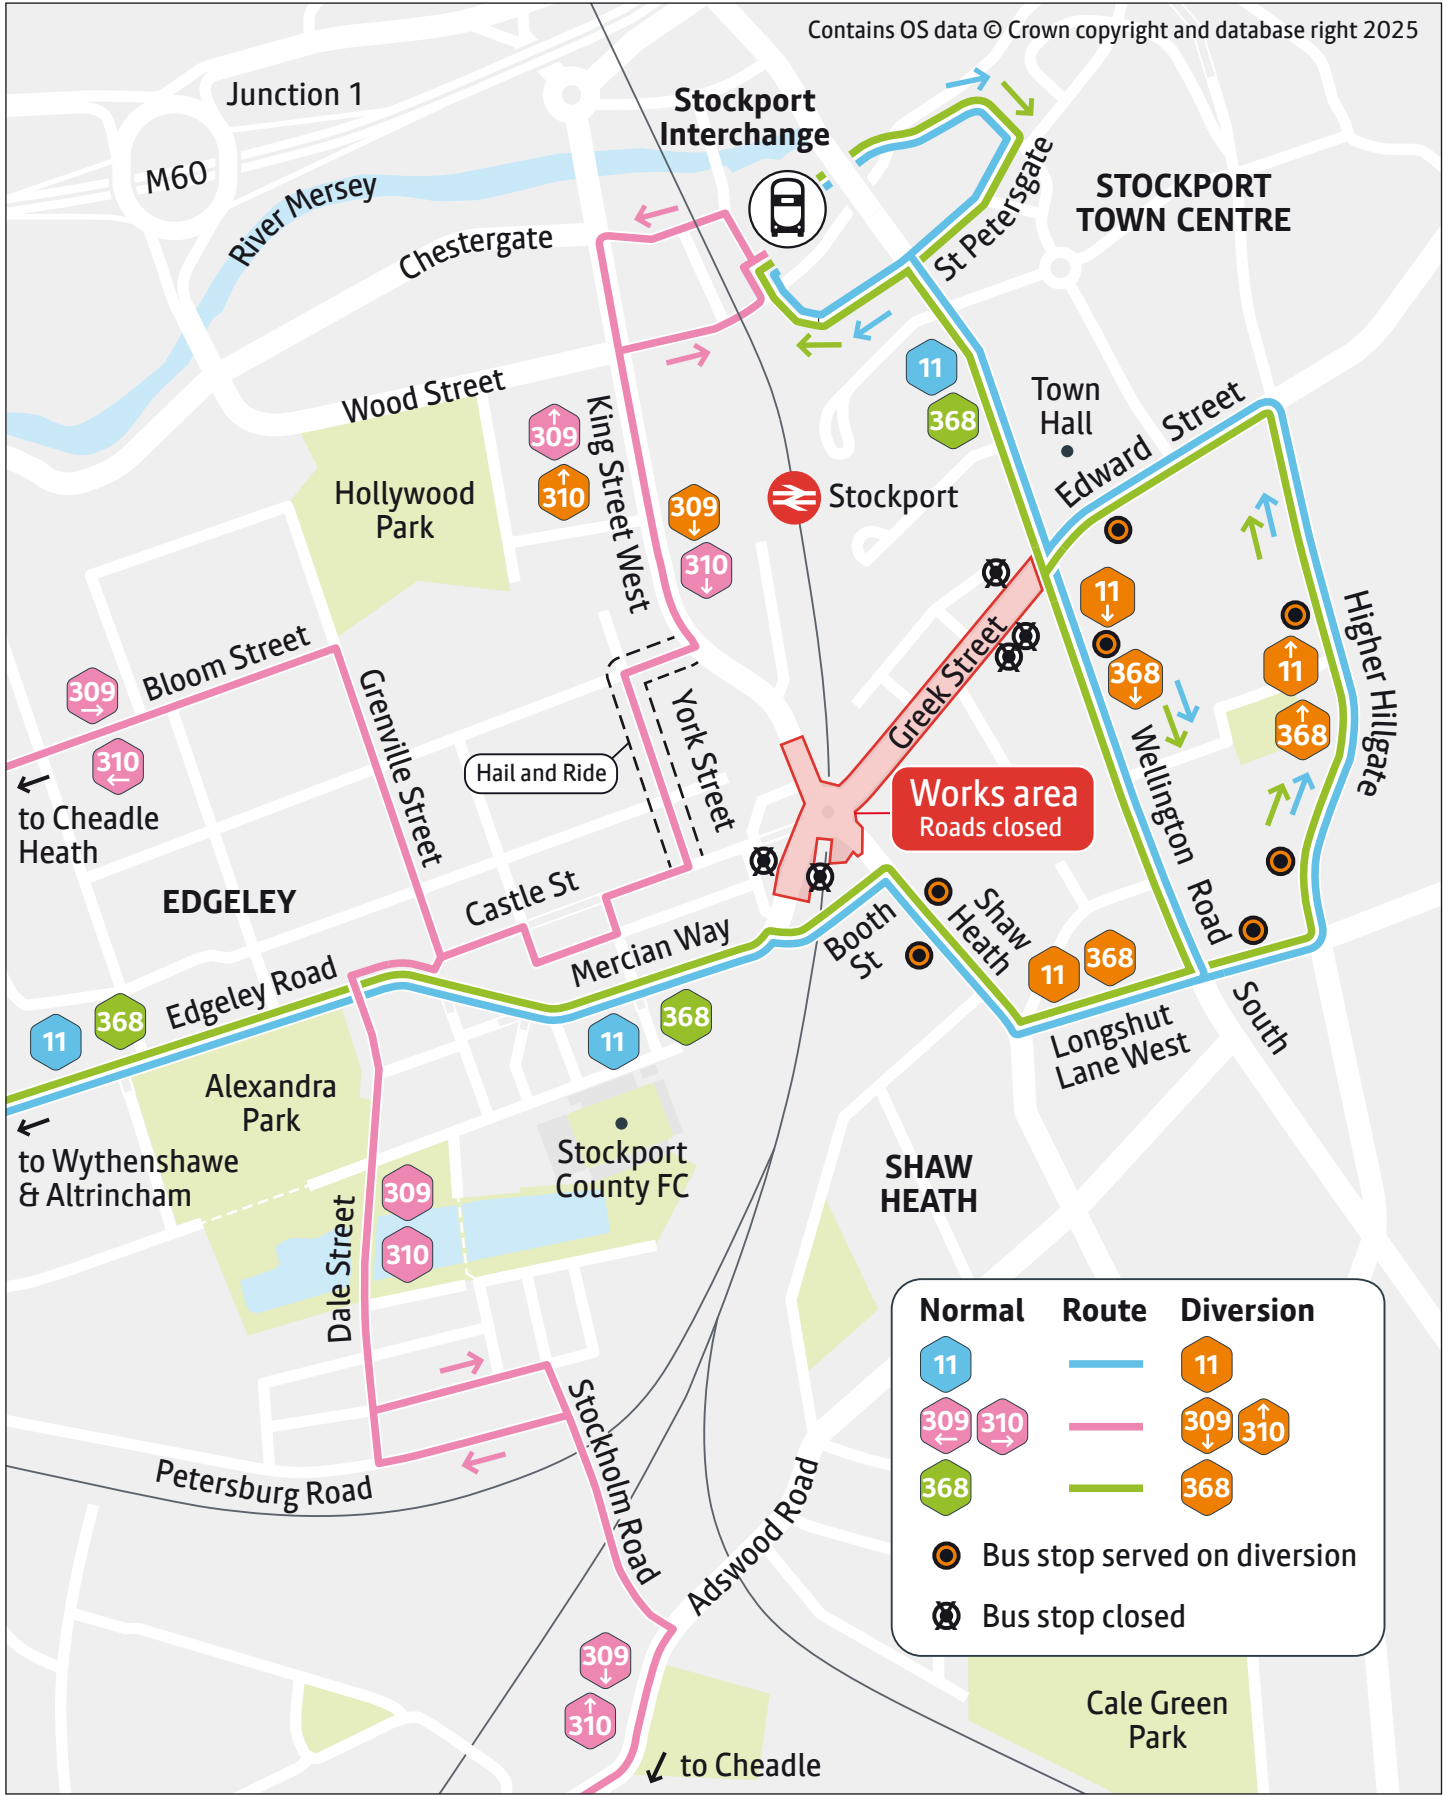 Contains OS data © Crown copyright and database right 2025
Junction 1
M60
River Mersey
Chestergate
Stockport
Interchange
St Petersgate
STOCKPORT
TOWN CENTRE
Wood Street
Hollywood
Park
↑
309
↑
310
King Street West
309
↓
310
↓
Stockport
11
368
Town
Hall
Edward Street
11
↓
368
↓
↑
11
↑
368
Higher Hillgate
Wellington Road South
Greek Street
Works area
Roads closed
Bloom Street
309
→
310
←
to Cheadle
Heath
Grenville Street
Hail and Ride
York Street
EDGELEY
Castle St
Mercian Way
Booth
St
Shaw
Heath
11
368
Longshut
Lane West
Edgeley Road
11
368
11
368
to Wythenshawe
& Altrincham
Alexandra
Park
Stockport
County FC
SHAW
HEATH
Dale Street
309
310
Petersburg Road
Stockholm Road
Adswood Road
309
↓
↑
310
to Cheadle
Cale Green
Park
Normal Route Diversion
11 11
309 ← 310 → 309 ↓ ↑ 310
368 368
Bus stop served on diversion
Bus stop closed